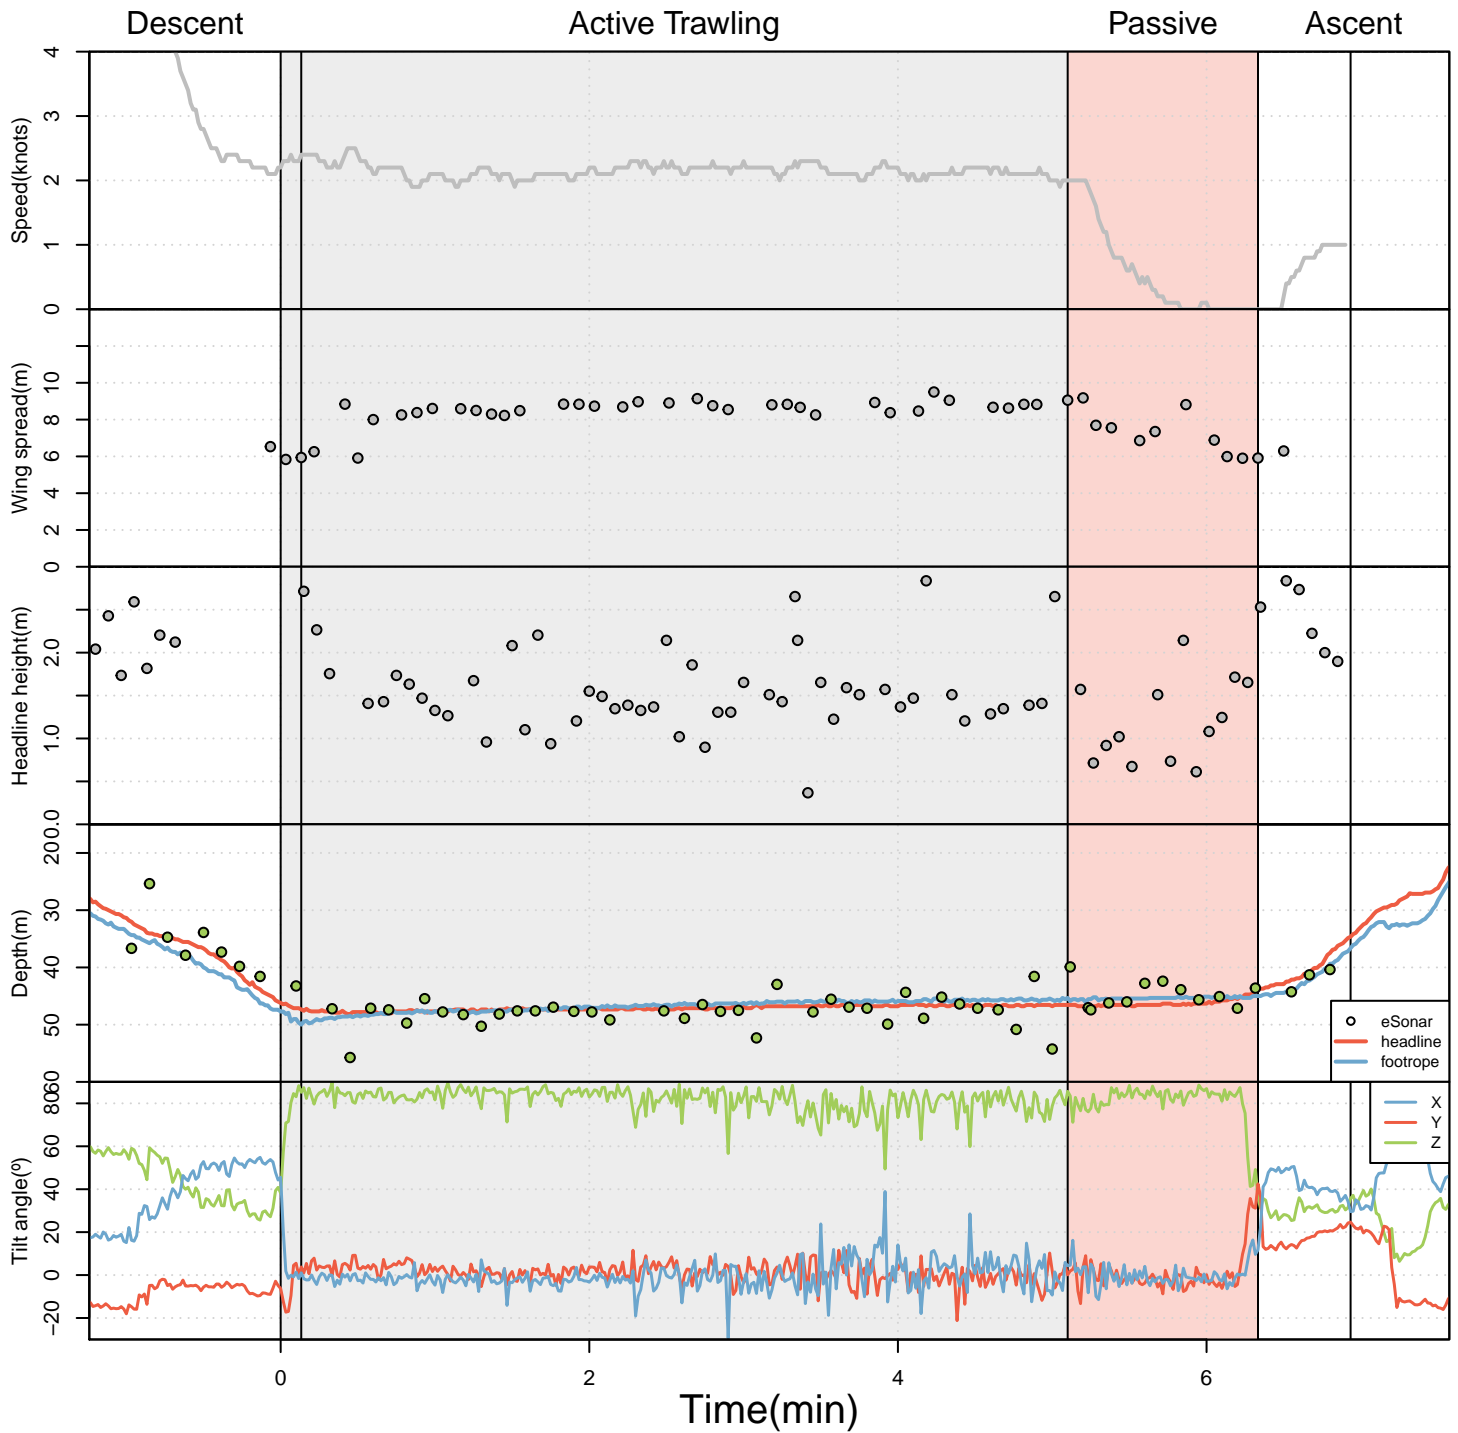 Descent Active Trawling Passive Ascent
Speed(knots)
4
3
2
1
0
Wing spread(m)
10
8
6
4
2
0
Headline height(m)
2.0
1.0
0.0
Depth(m)
20
30
40
50
60
eSonar
headline
footrope
Tilt angle(º)
80
60
40
20
0
−20
X
Y
Z
0 2 4 6
Time(min)